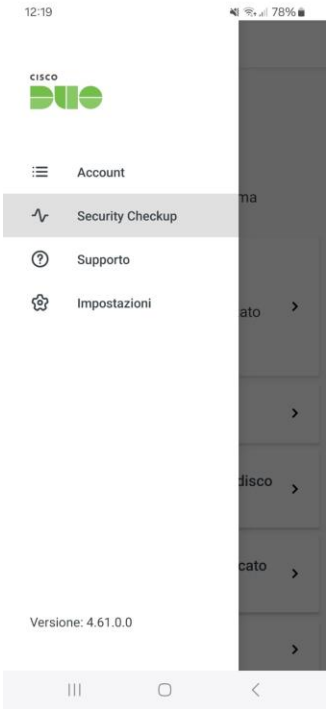 12:19
78%
CISCO
DUO
Account
Security Checkup
Supporto
Impostazioni
ma
ato
disco
cato
Versione: 4.61.0.0